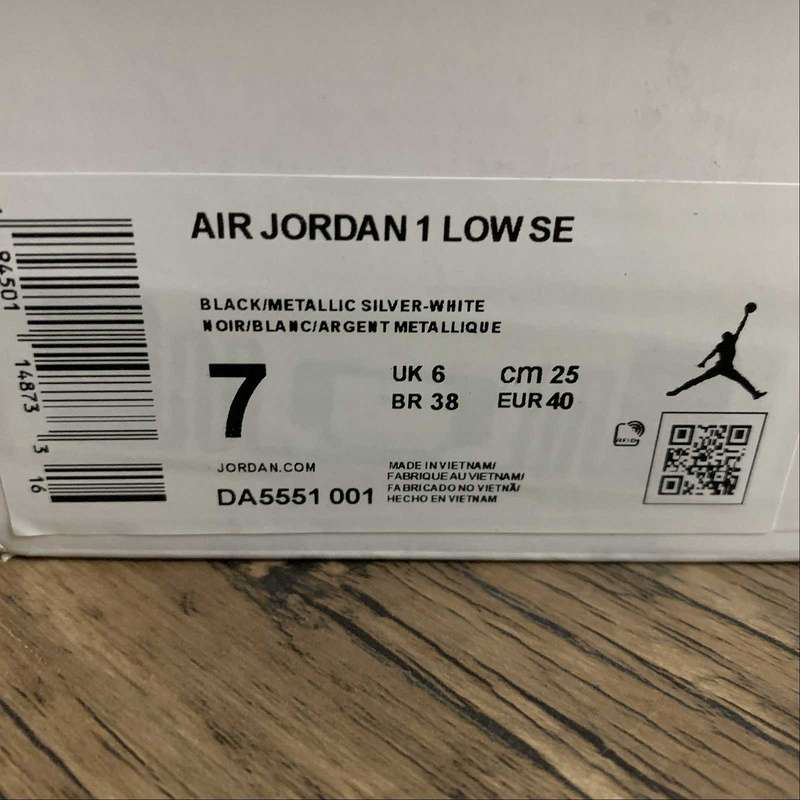 AIR JORDAN 1 LOW SE
BLACK/METALLIC SILVER-WHITE
NOIR/BLANC/ARGENT METALLIQUE
7
UK 6 cm 25
BR 38 EUR 40
JORDAN.COM
DA5551 001
MADE IN VIETNAM/
FABRIQUE AU VIETNAM/
FABRICADO NO VIETNÃ/
HECHO EN VIETNAM
RFID
94501 14873 3 16